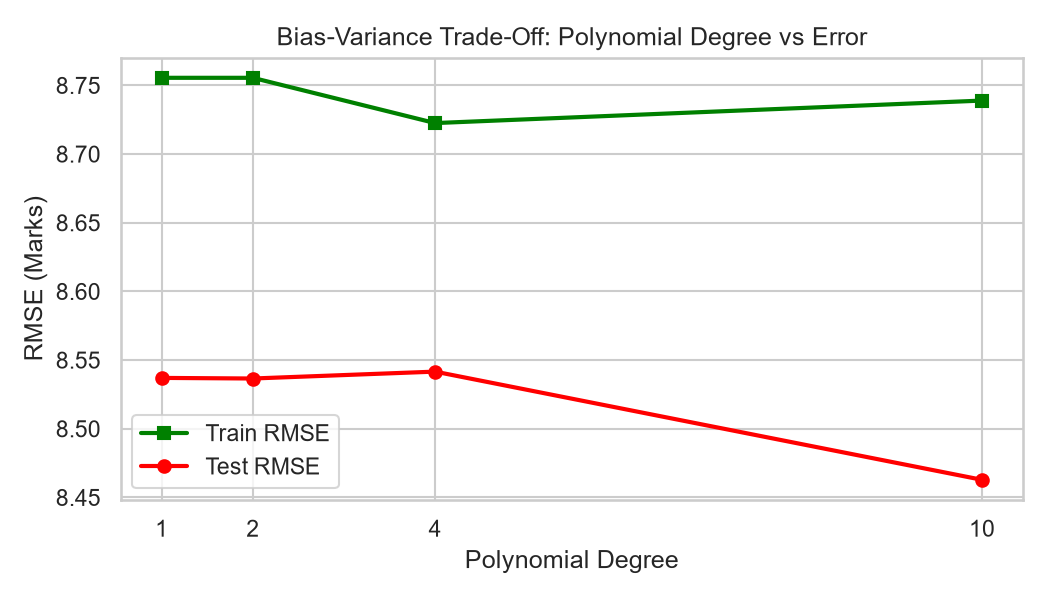 Bias-Variance Trade-Off: Polynomial Degree vs Error
RMSE (Marks)
8.75
8.70
8.65
8.60
8.55
8.50
8.45
Train RMSE
Test RMSE
1 2 4 10
Polynomial Degree